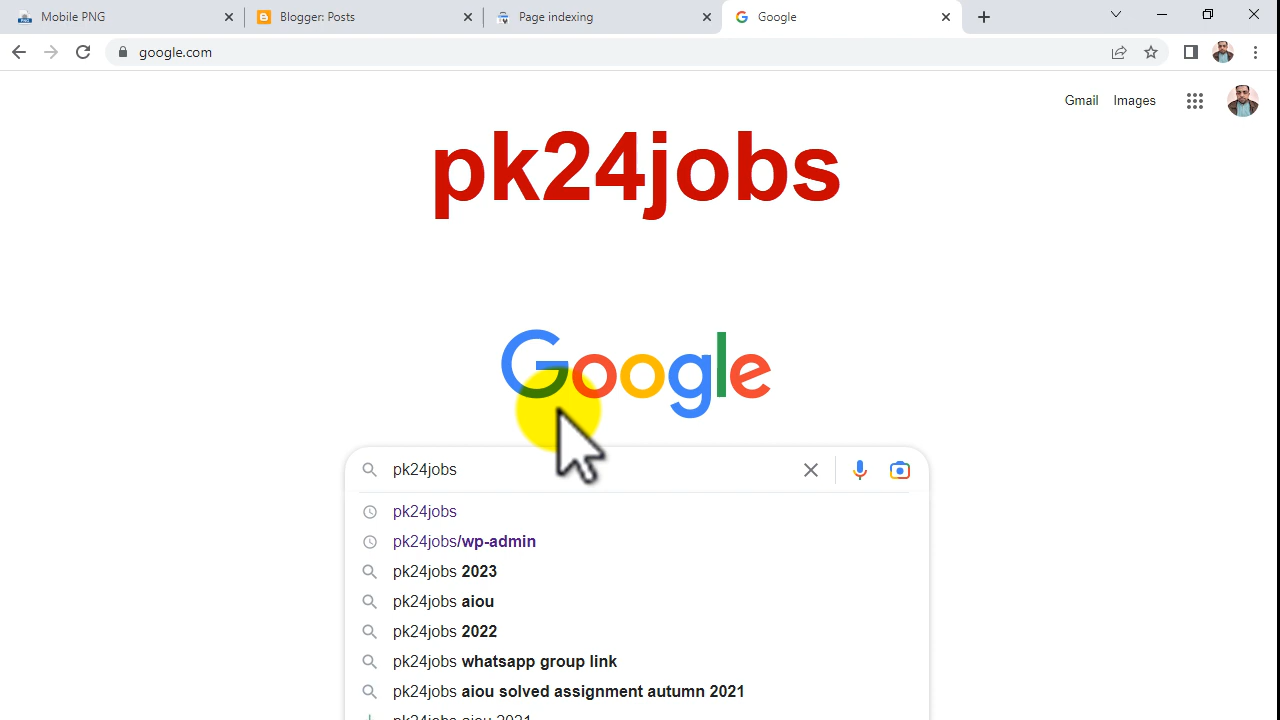 Mobile PNG
Blogger: Posts
Page indexing
Google
google.com
Gmail Images
pk24jobs
Google
pk24jobs
pk24jobs
pk24jobs/wp-admin
pk24jobs 2023
pk24jobs aiou
pk24jobs 2022
pk24jobs whatsapp group link
pk24jobs aiou solved assignment autumn 2021
pk24jobs aiou 2021